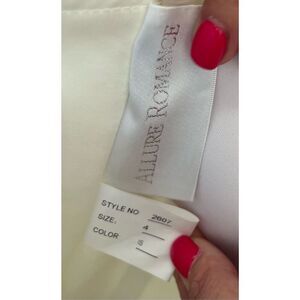 ALLURE ROMANCE
STYLE NO 2607
SIZE. 4
COLOR